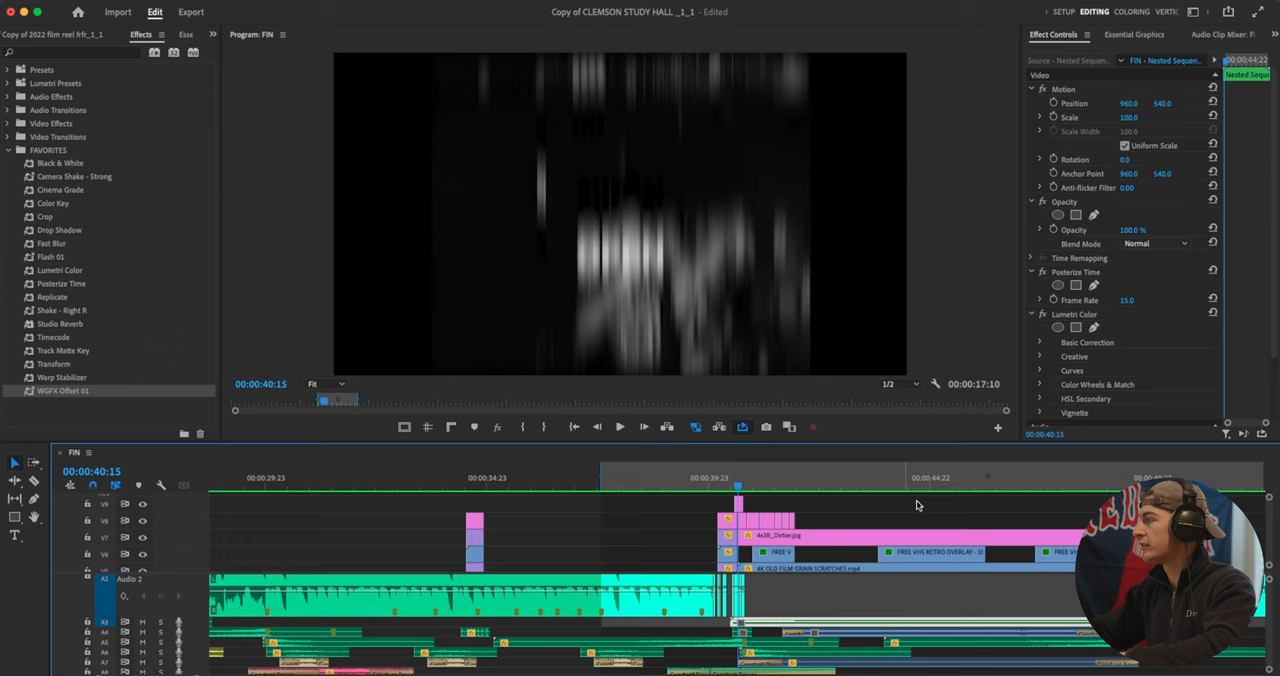 Import Edit Export
Copy of CLEMSON STUDY HALL _1_1 - Edited
SETUP EDITING COLORING VERTIC
Copy of 2022 film reel frfr_1_1 Effects Esse
Program: FIN
Effect Controls Essential Graphics Audio Clip Mixer: F
Source - Nested Sequen... FIN - Nested Sequen... 00:00:44:22
Video Nested Seque
Presets
Lumetri Presets
Audio Effects
Audio Transitions
Video Effects
Video Transitions
FAVORITES
Black & White
Camera Shake - Strong
Cinema Grade
Color Key
Crop
Drop Shadow
Fast Blur
Flash 01
Lumetri Color
Posterize Time
Replicate
Shake - Right R
Studio Reverb
Timecode
Track Matte Key
Transform
Warp Stabilizer
WGFX Offset 01
fx Motion
Position 960.0 540.0
Scale 100.0
Scale Width 100.0
Uniform Scale
Rotation 0.0
Anchor Point 960.0 540.0
Anti-flicker Filter 0.00
fx Opacity
Opacity 100.0 %
Blend Mode Normal
fx Time Remapping
fx Posterize Time
Frame Rate 15.0
fx Lumetri Color
Basic Correction
Creative
Curves
Color Wheels & Match
HSL Secondary
Vignette
00:00:40:15
00:00:40:15 Fit 1/2 00:00:17:10
FIN
00:00:40:15
00:00:29:23 00:00:34:23 00:00:39:23 00:00:44:22
V9
V8
V7 4x3B_Dirtier.jpg
V6 FREE V FREE VHS RETRO OVERLAY - St FREE VH
4K OLD FILM GRAIN SCRATCHES.mp4
A2 Audio 2
A3 M S
A4 M S
A5 M S
A6 M S
A7 M S
A8 M S